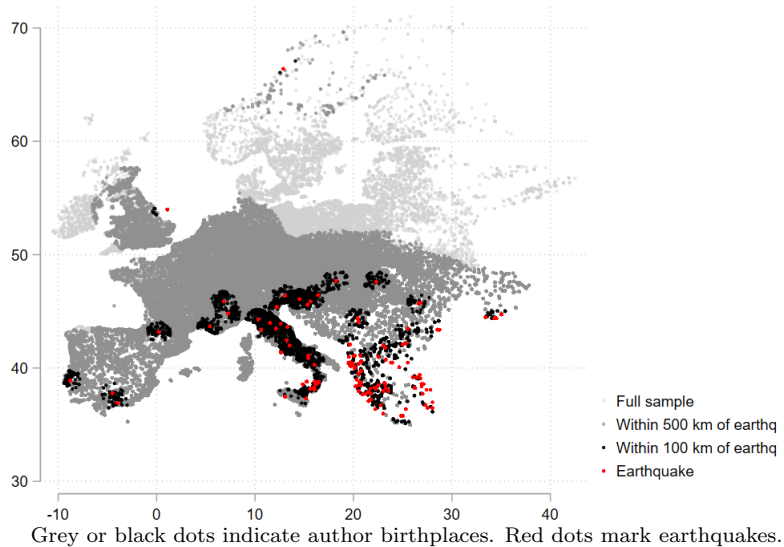 70
60
50
40
30
-10 0 10 20 30 40
Full sample
Within 500 km of earthq
Within 100 km of earthq
Earthquake
Grey or black dots indicate author birthplaces. Red dots mark earthquakes.